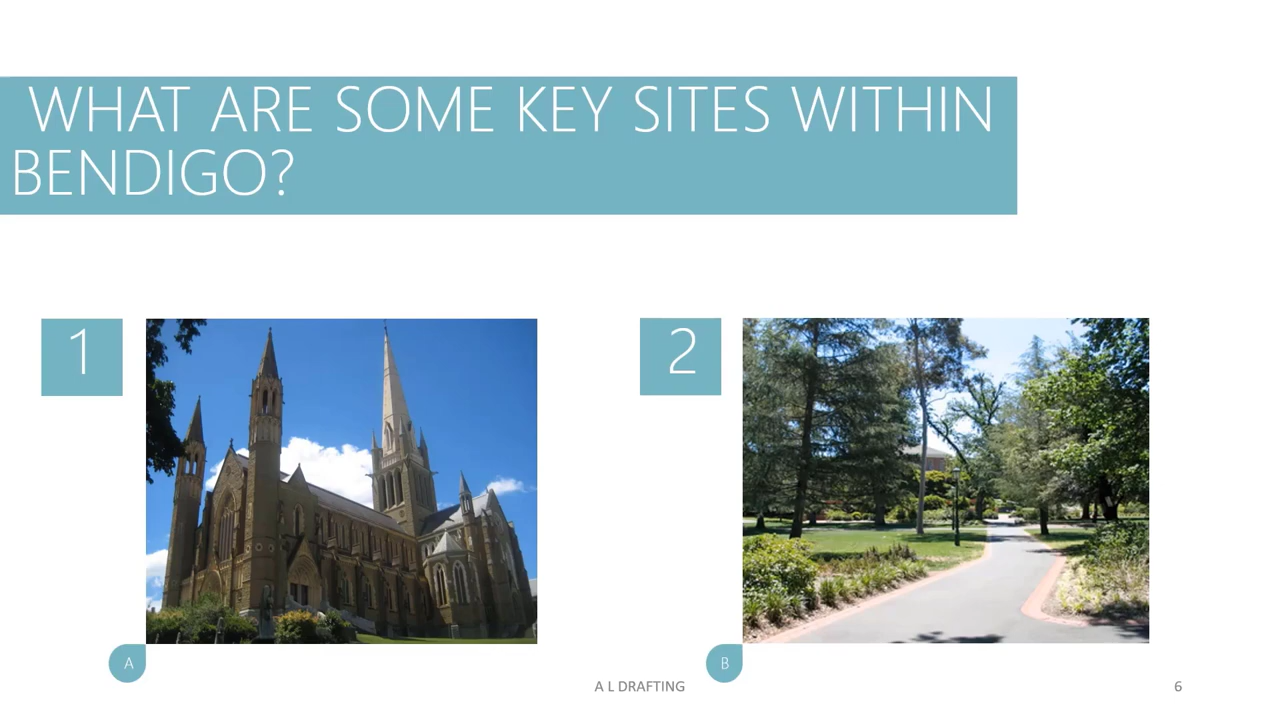 WHAT ARE SOME KEY SITES WITHIN
BENDIGO?
1
2
A
B
A L DRAFTING
6